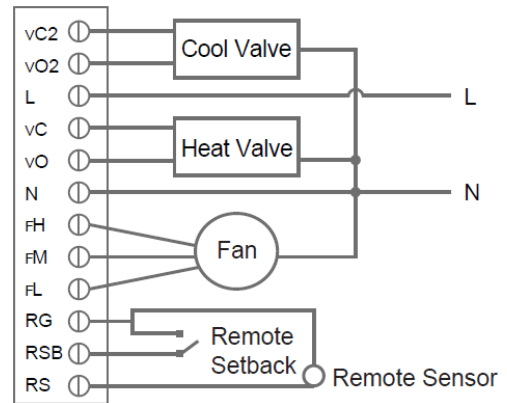 vC2
Cool Valve
vO2
L
L
vC
Heat Valve
vO
N
N
FH
FM
Fan
FL
RG
Remote
RSB
Setback
RS
Remote Sensor